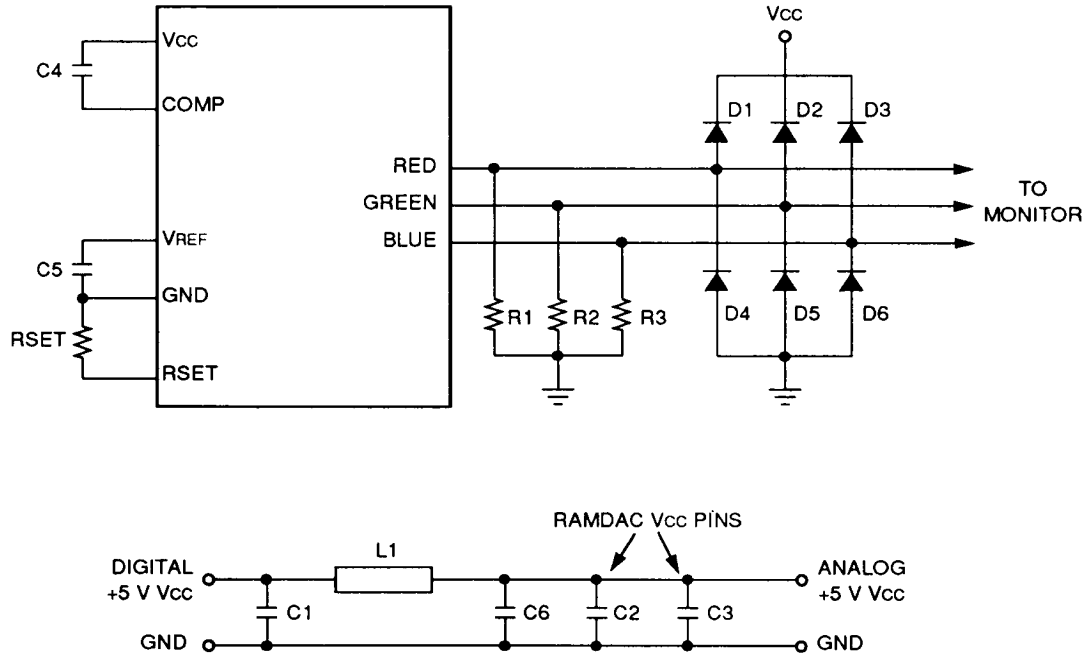 VCC
C4
VCC
COMP
D1
D2
D3
RED
GREEN
BLUE
TO
MONITOR
VREF
C5
GND
RSET
RSET
R1
R2
R3
D4
D5
D6
RAMDAC VCC PINS
DIGITAL
+5 V VCC
L1
ANALOG
+5 V VCC
C1
C6
C2
C3
GND
GND